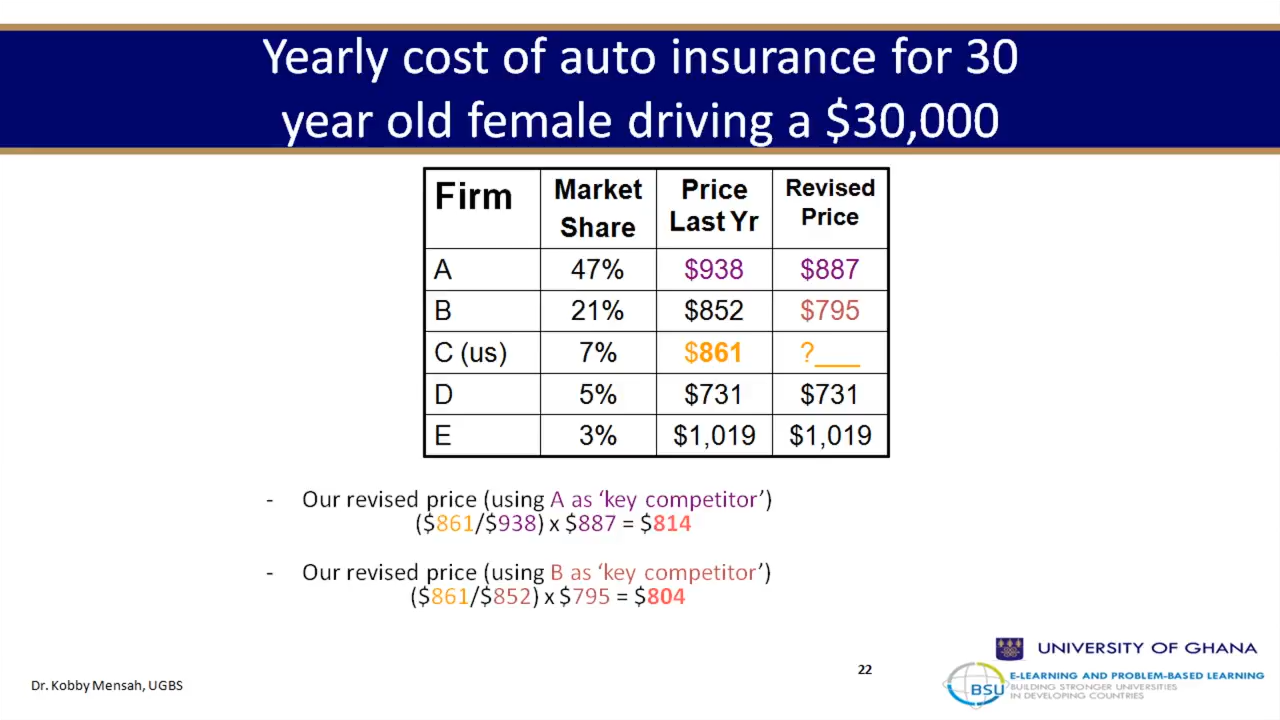 Yearly cost of auto insurance for 30
year old female driving a $30,000
Firm Market Share Price Last Yr Revised Price
A 47% $938 $887
B 21% $852 $795
C (us) 7% $861 ?___
D 5% $731 $731
E 3% $1,019 $1,019
- Our revised price (using A as ‘key competitor’)
($861/$938) x $887 = $814
- Our revised price (using B as ‘key competitor’)
($861/$852) x $795 = $804
UNIVERSITY OF GHANA
22
Dr. Kobby Mensah, UGBS
BSU
E-LEARNING AND PROBLEM-BASED LEARNING
BUILDING STRONGER UNIVERSITIES
IN DEVELOPING COUNTRIES